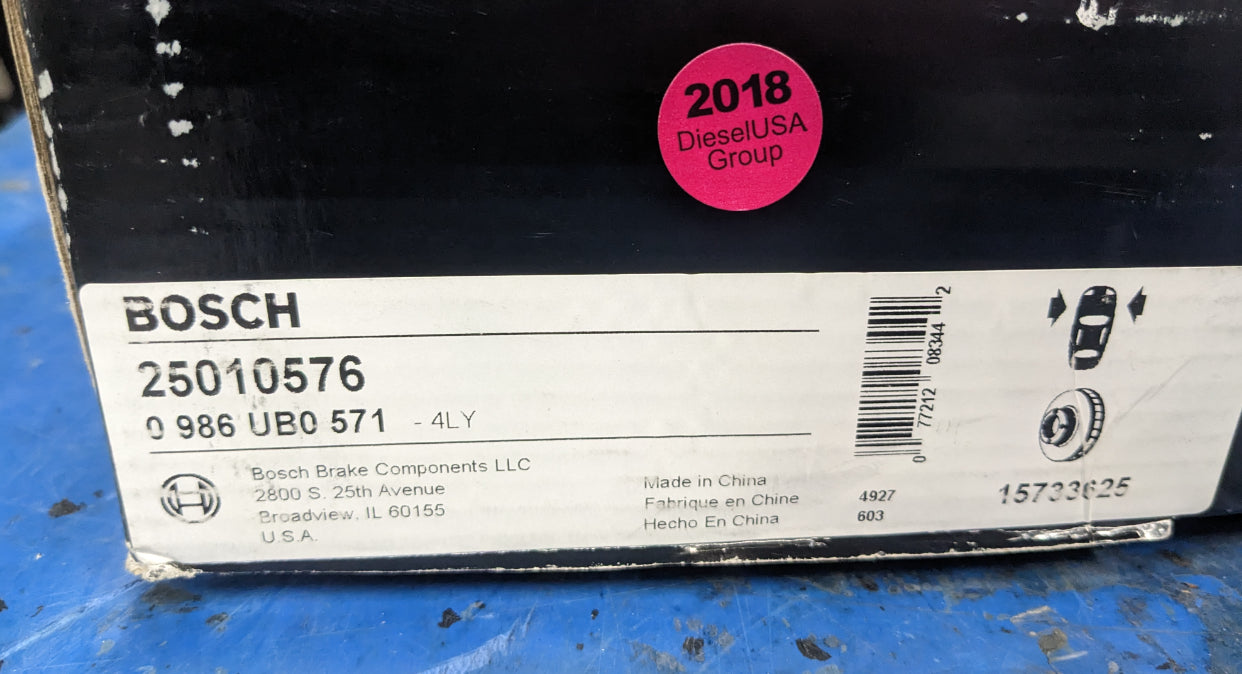 2018
DieselUSA
Group
BOSCH
25010576
0 986 UB0 571 - 4LY
Bosch Brake Components LLC
2800 S. 25th Avenue
Broadview, IL 60155
U.S.A.
Made in China
Fabrique en Chine
Hecho En China
4927
603
0 77212 08344 2
15733625